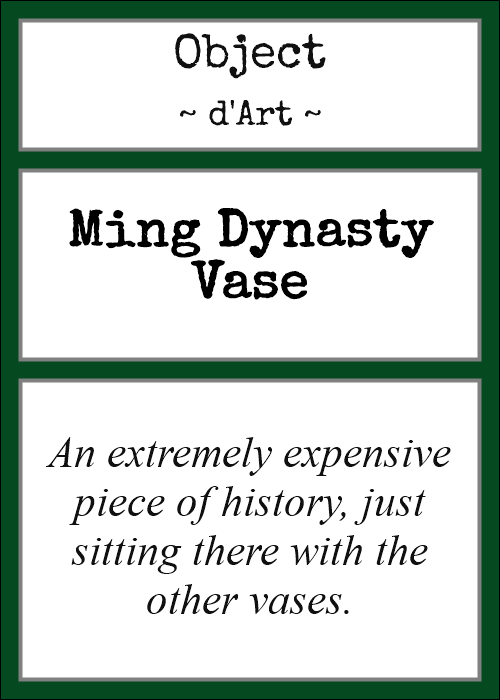 Object
~ d'Art ~
Ming Dynasty
Vase
An extremely expensive
piece of history, just
sitting there with the
other vases.